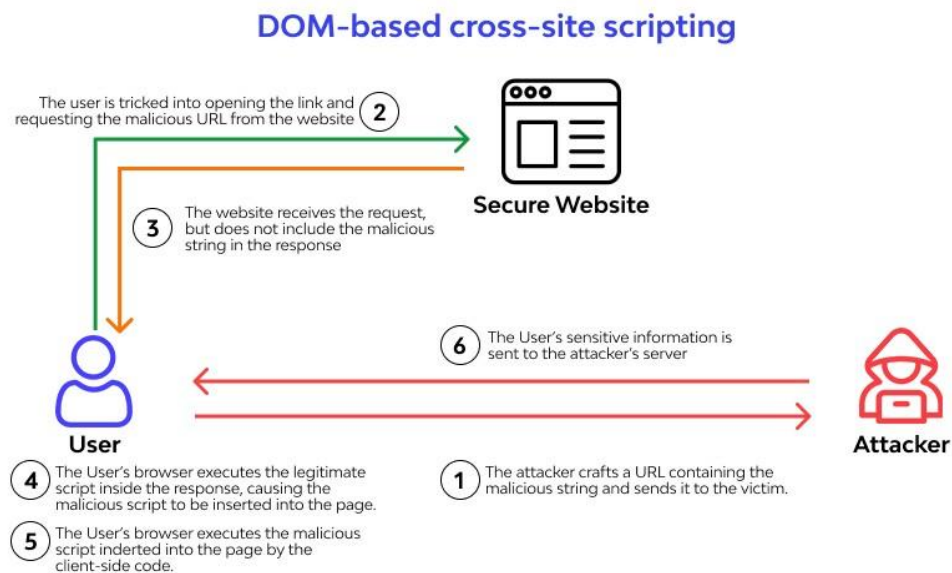 DOM-based cross-site scripting
The user is tricked into opening the link and
requesting the malicious URL from the website
2
Secure Website
3
The website receives the request,
but does not include the malicious
string in the response
6
The User's sensitive information is
sent to the attacker's server
User
Attacker
4
The User's browser executes the legitimate
script inside the response, causing the
malicious script to be inserted into the page.
1
The attacker crafts a URL containing the
malicious string and sends it to the victim.
5
The User's browser executes the malicious
script inderted into the page by the
client-side code.